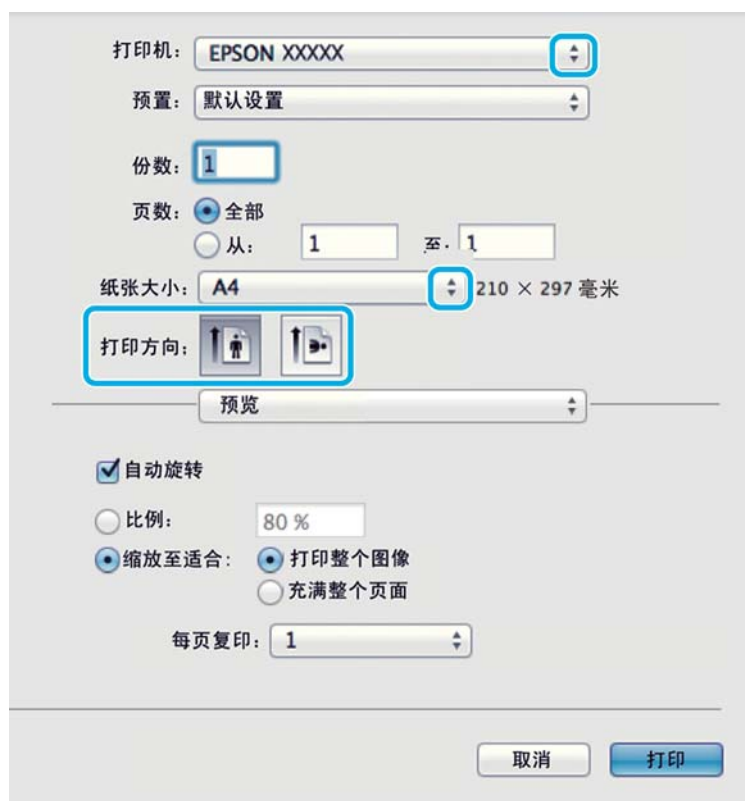 打印机: EPSON XXXXX
预置: 默认设置
份数: 1
页数: 全部
从: 1 至. 1
纸张大小: A4 210 × 297 毫米
打印方向:
预览
自动旋转
比例: 80 %
缩放至适合: 打印整个图像
充满整个页面
每页复印: 1
取消 打印